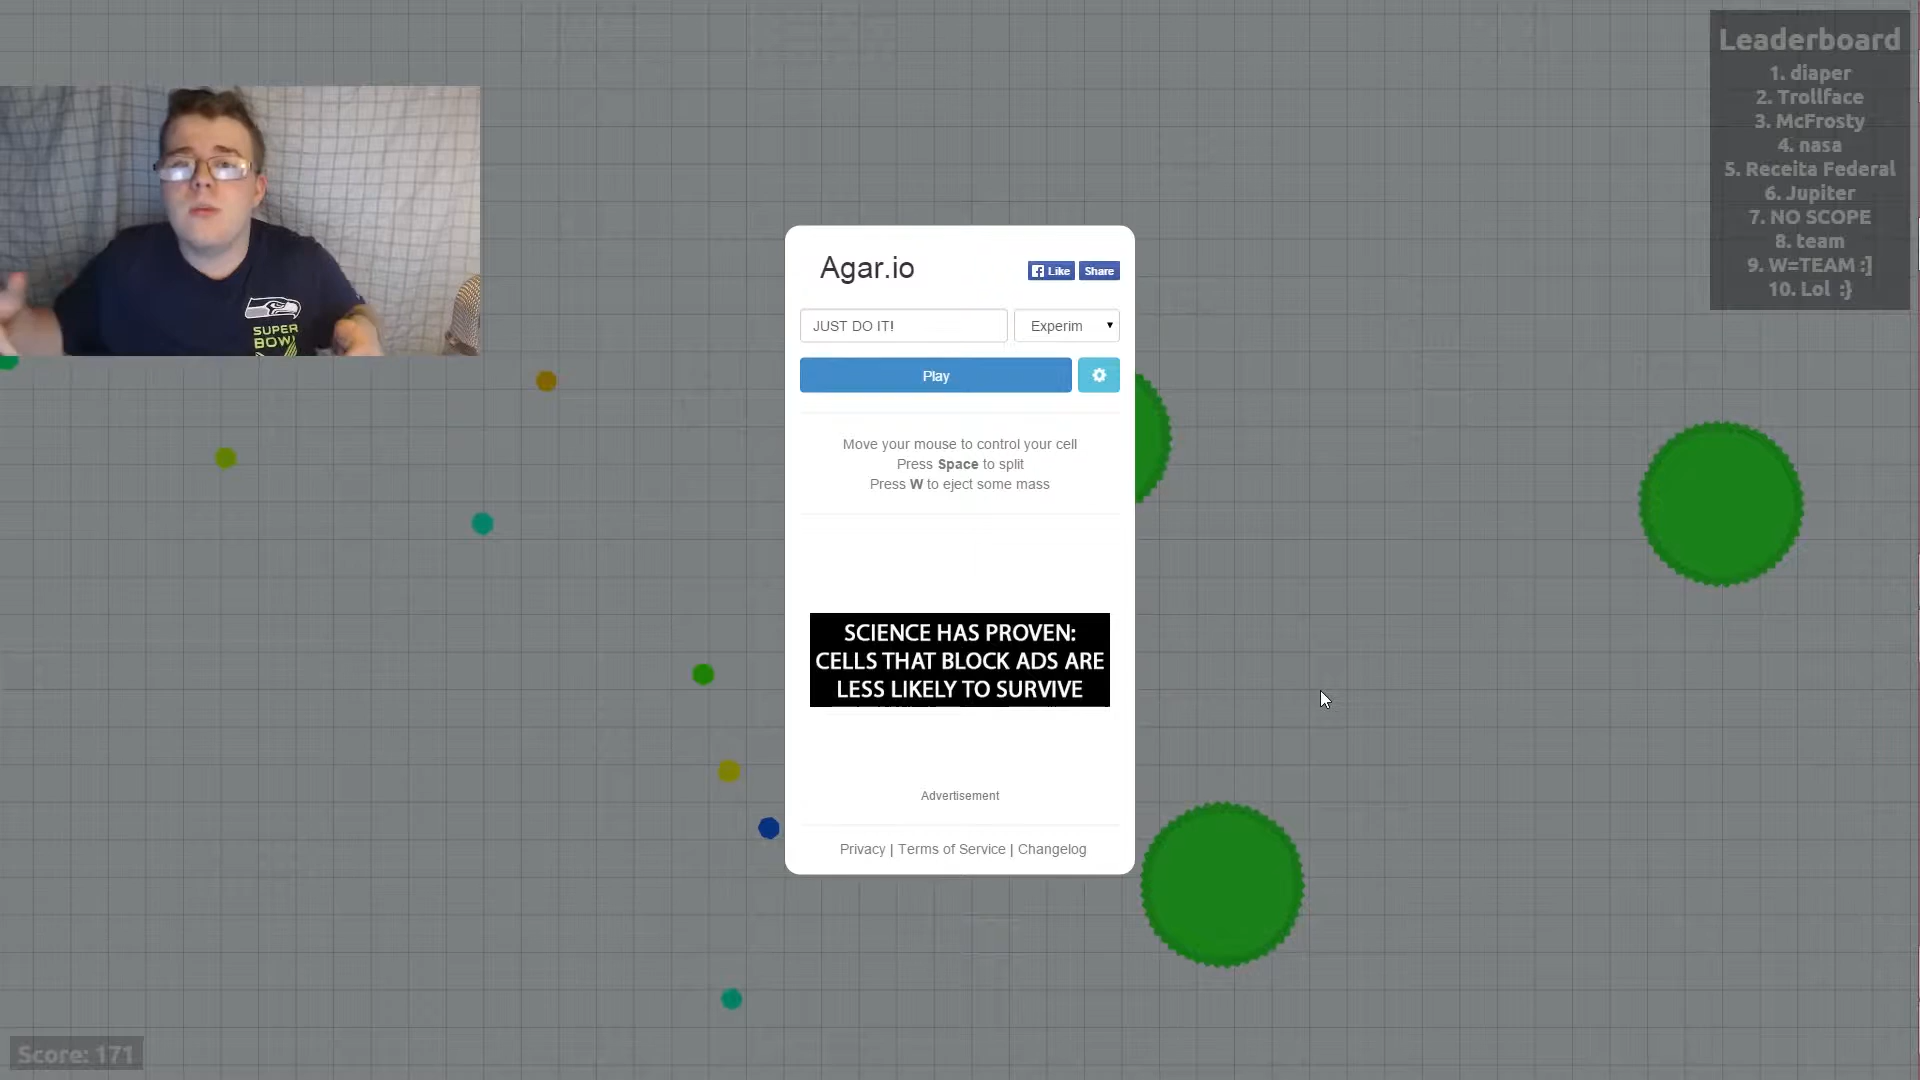 Leaderboard
1. diaper
2. Trollface
3. McFrosty
4. nasa
5. Receita Federal
6. Jupiter
7. NO SCOPE
8. team
9. W=TEAM :]
10. Lol :}
SUPER
BOWL
Agar.io
Like
Share
JUST DO IT!
Experim
Play
Move your mouse to control your cell
Press Space to split
Press W to eject some mass
SCIENCE HAS PROVEN:
CELLS THAT BLOCK ADS ARE
LESS LIKELY TO SURVIVE
Advertisement
Privacy | Terms of Service | Changelog
Score: 171